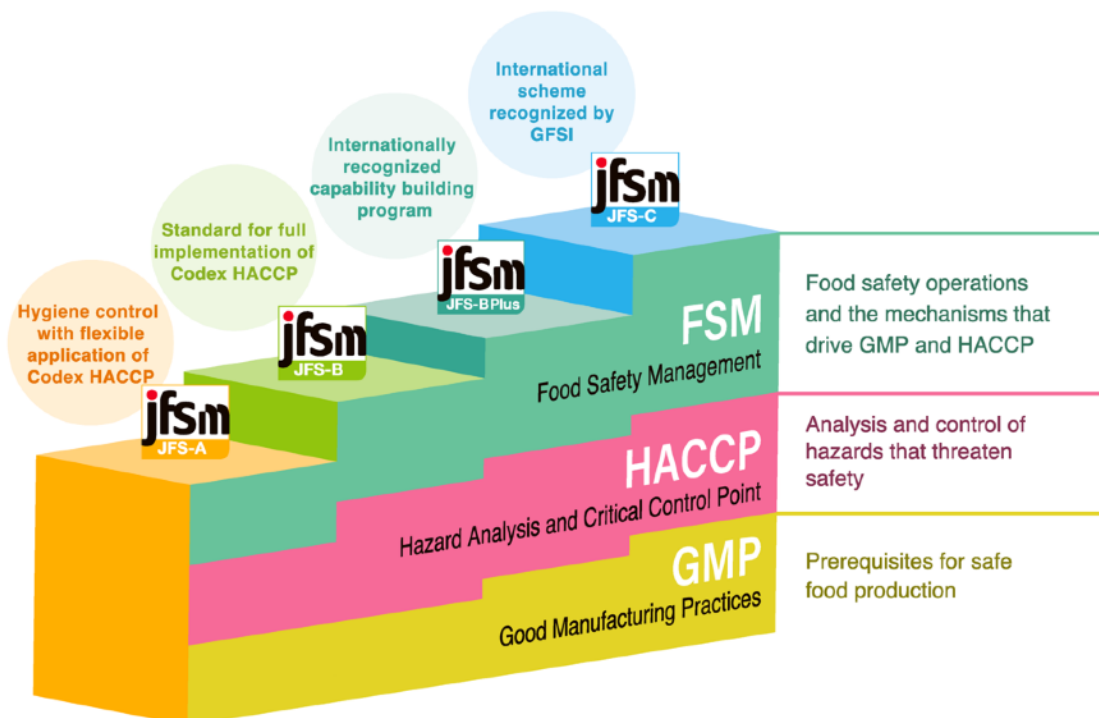 International
scheme
recognized by
GFSI
jfsm
JFS-C
Internationally
recognized
capability building
program
jfsm
JFS-BPlus
Standard for full
implementation of
Codex HACCP
jfsm
JFS-B
Hygiene control
with flexible
application of
Codex HACCP
jfsm
JFS-A
FSM
Food Safety Management
Food safety operations
and the mechanisms that
drive GMP and HACCP
HACCP
Hazard Analysis and Critical Control Point
Analysis and control of
hazards that threaten
safety
GMP
Good Manufacturing Practices
Prerequisites for safe
food production